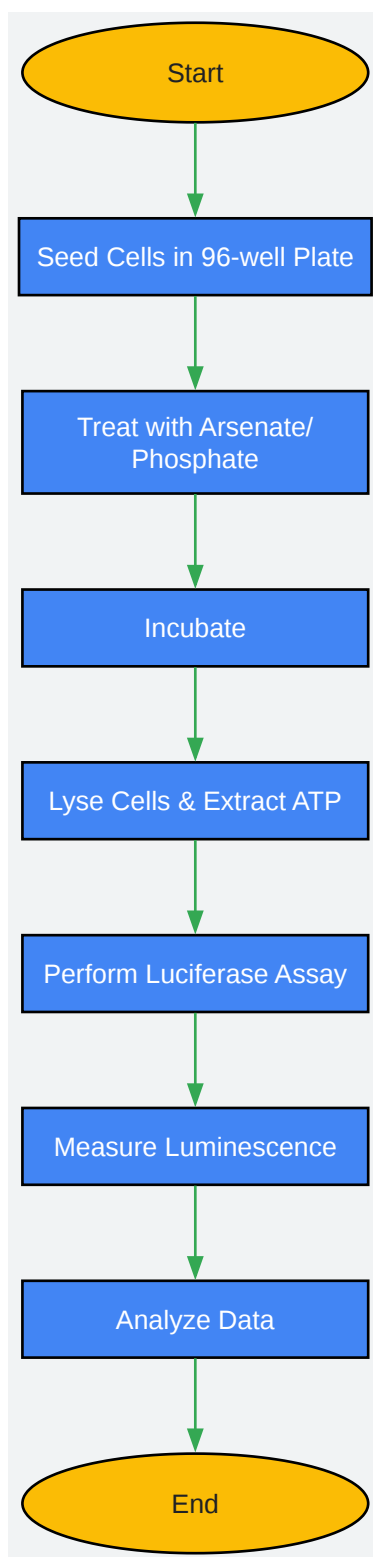 Start
Seed Cells in 96-well Plate
Treat with Arsenate/
Phosphate
Incubate
Lyse Cells & Extract ATP
Perform Luciferase Assay
Measure Luminescence
Analyze Data
End